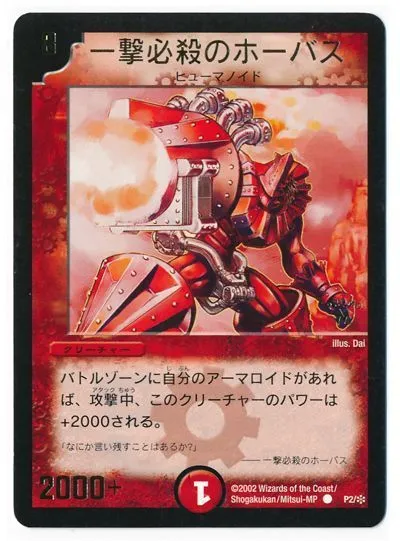 一撃必殺のホーバス
ヒューマノイド
illus. Dai
クリーチャー
バトルゾーンに自分のアーマロイドがあれ
ば、攻撃中、このクリーチャーのパワーは
+2000される。
「なにか言い残すことはあるか?」
——一撃必殺のホーバス
2000+
1
©2002 Wizards of the Coast/
Shogakukan/Mitsui-MP
P2/